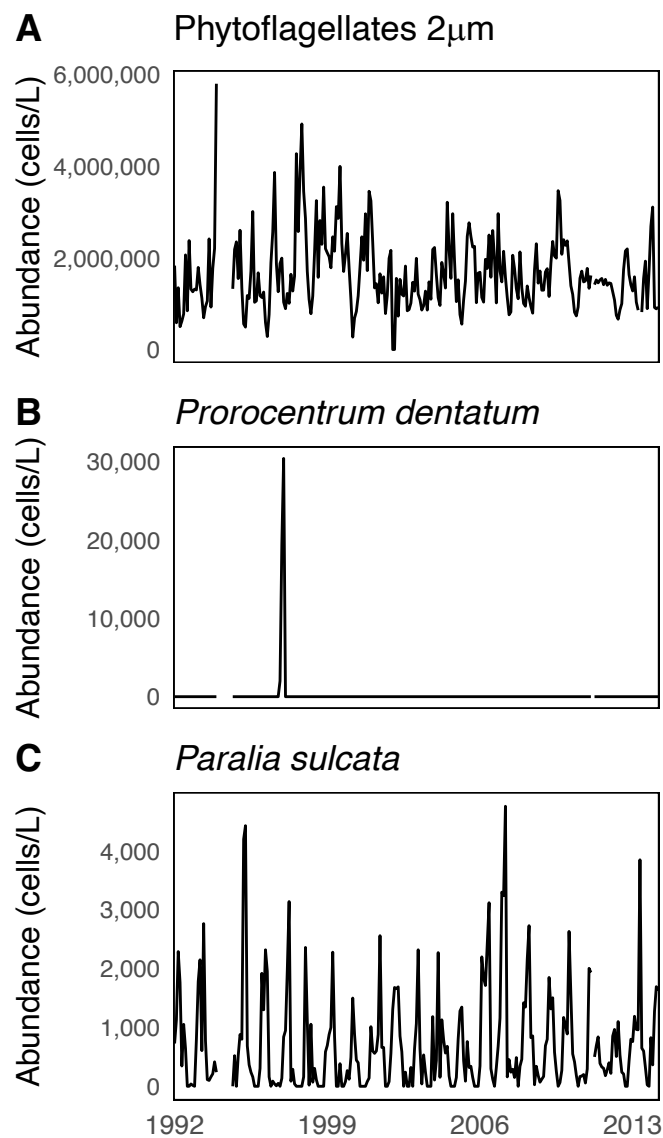 A Phytoflagellates 2μm
Abundance (cells/L)
6,000,000
4,000,000
2,000,000
0
B Prorocentrum dentatum
Abundance (cells/L)
30,000
20,000
10,000
0
C Paralia sulcata
Abundance (cells/L)
4,000
3,000
2,000
1,000
0
1992 1999 2006 2013